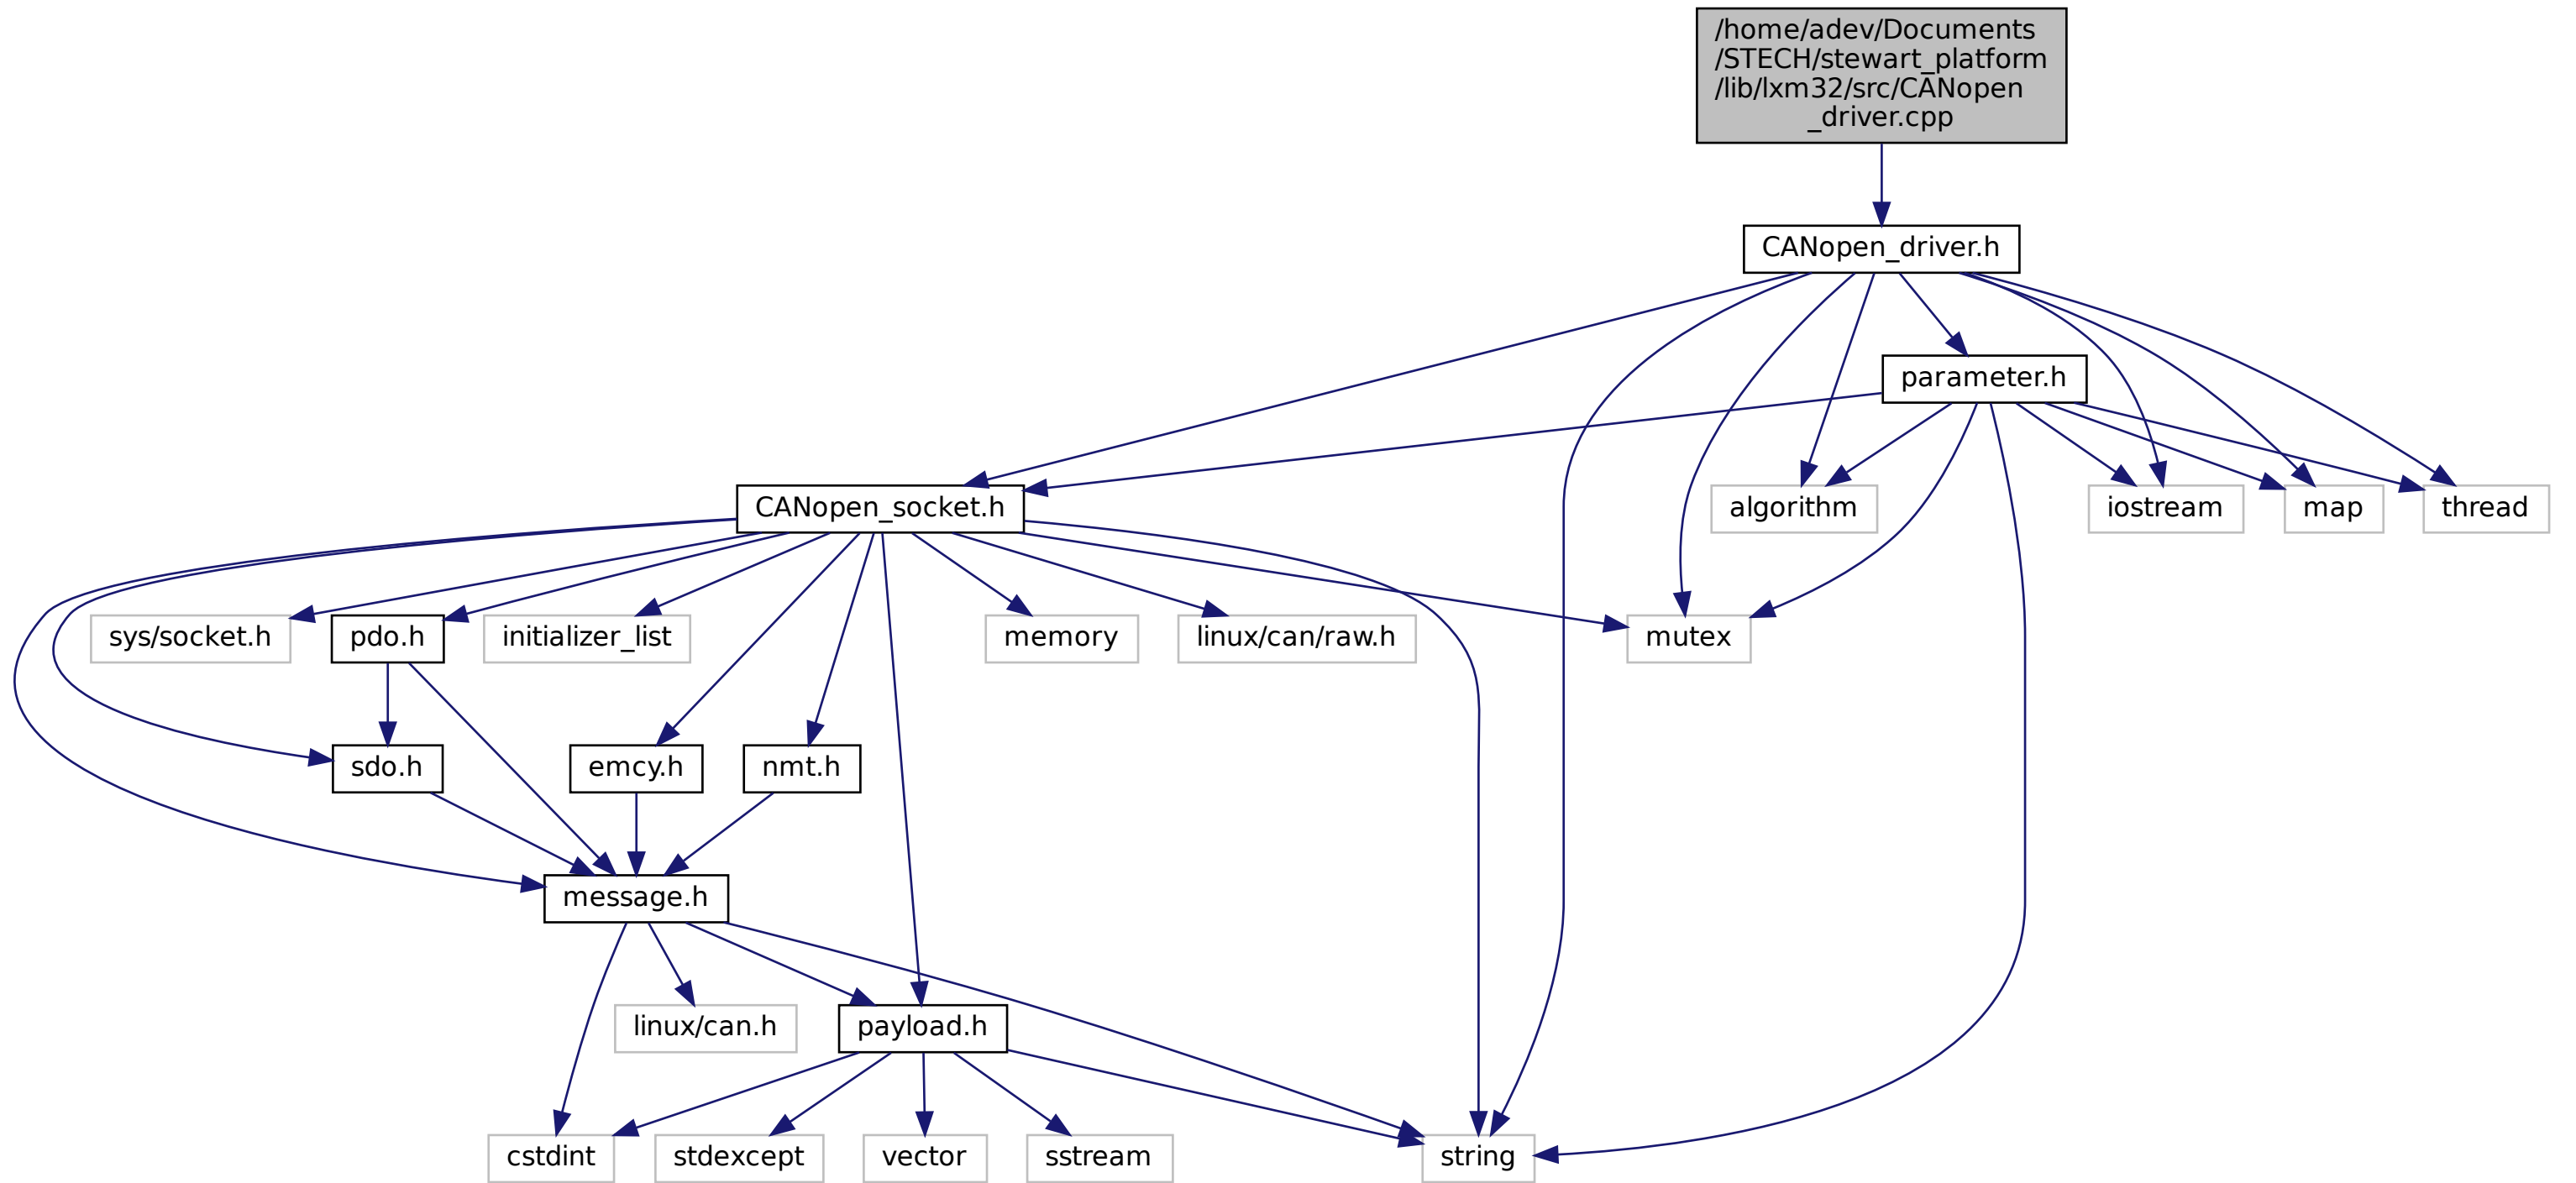 /home/adev/Documents
/STECH/stewart_platform
/lib/lxm32/src/CANopen
_driver.cpp
CANopen_driver.h
parameter.h
CANopen_socket.h
algorithm
iostream
map
thread
sys/socket.h
pdo.h
initializer_list
memory
linux/can/raw.h
mutex
sdo.h
emcy.h
nmt.h
message.h
linux/can.h
payload.h
cstdint
stdexcept
vector
sstream
string